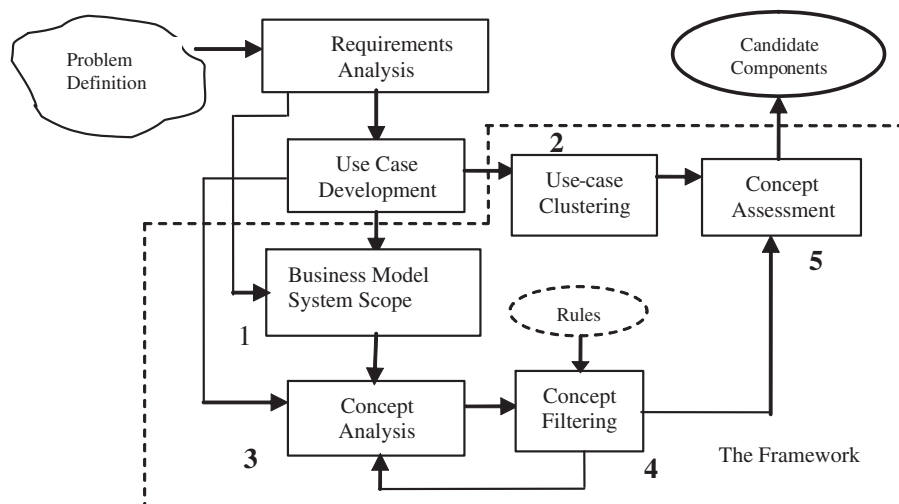 Problem
Definition
Requirements
Analysis
Candidate
Components
Use Case
Development
2
Use-case
Clustering
Concept
Assessment
5
Business Model
System Scope
1
Rules
Concept
Analysis
3
Concept
Filtering
4
The Framework